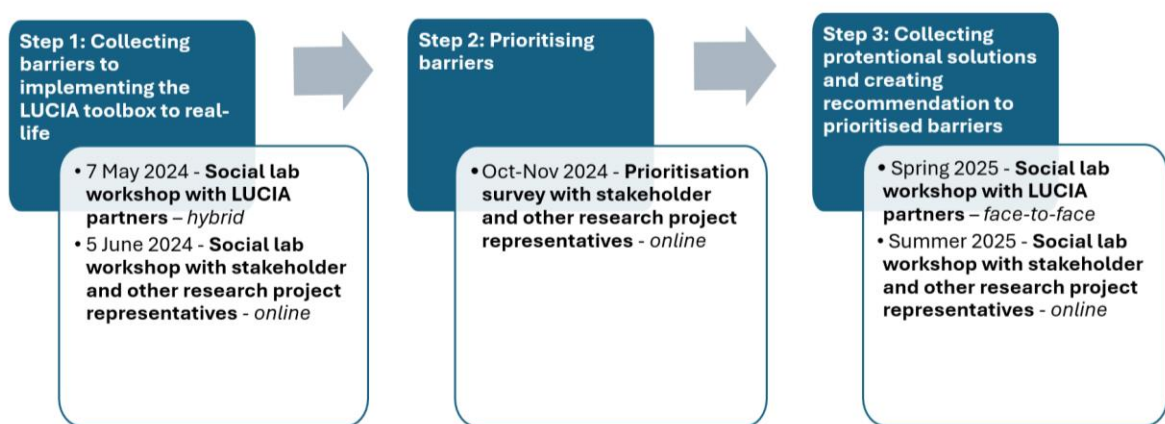 Step 1: Collecting
barriers to
implementing the
LUCIA toolbox to real-
life
• 7 May 2024 - Social lab
workshop with LUCIA
partners – hybrid
• 5 June 2024 - Social lab
workshop with stakeholder
and other research project
representatives - online
Step 2: Prioritising
barriers
• Oct-Nov 2024 - Prioritisation
survey with stakeholder
and other research project
representatives - online
Step 3: Collecting
protentional solutions
and creating
recommendation to
prioritised barriers
• Spring 2025 - Social lab
workshop with LUCIA
partners – face-to-face
• Summer 2025 - Social lab
workshop with stakeholder
and other research project
representatives - online